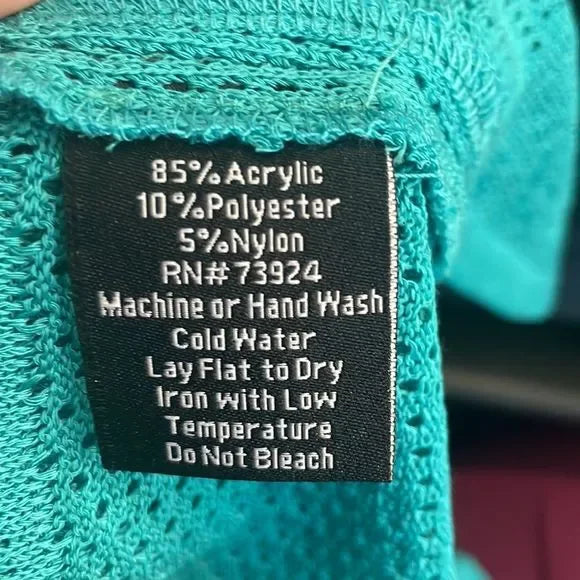 85% Acrylic
10% Polyester
5% Nylon
RN# 73924
Machine or Hand Wash
Cold Water
Lay Flat to Dry
Iron with Low
Temperature
Do Not Bleach